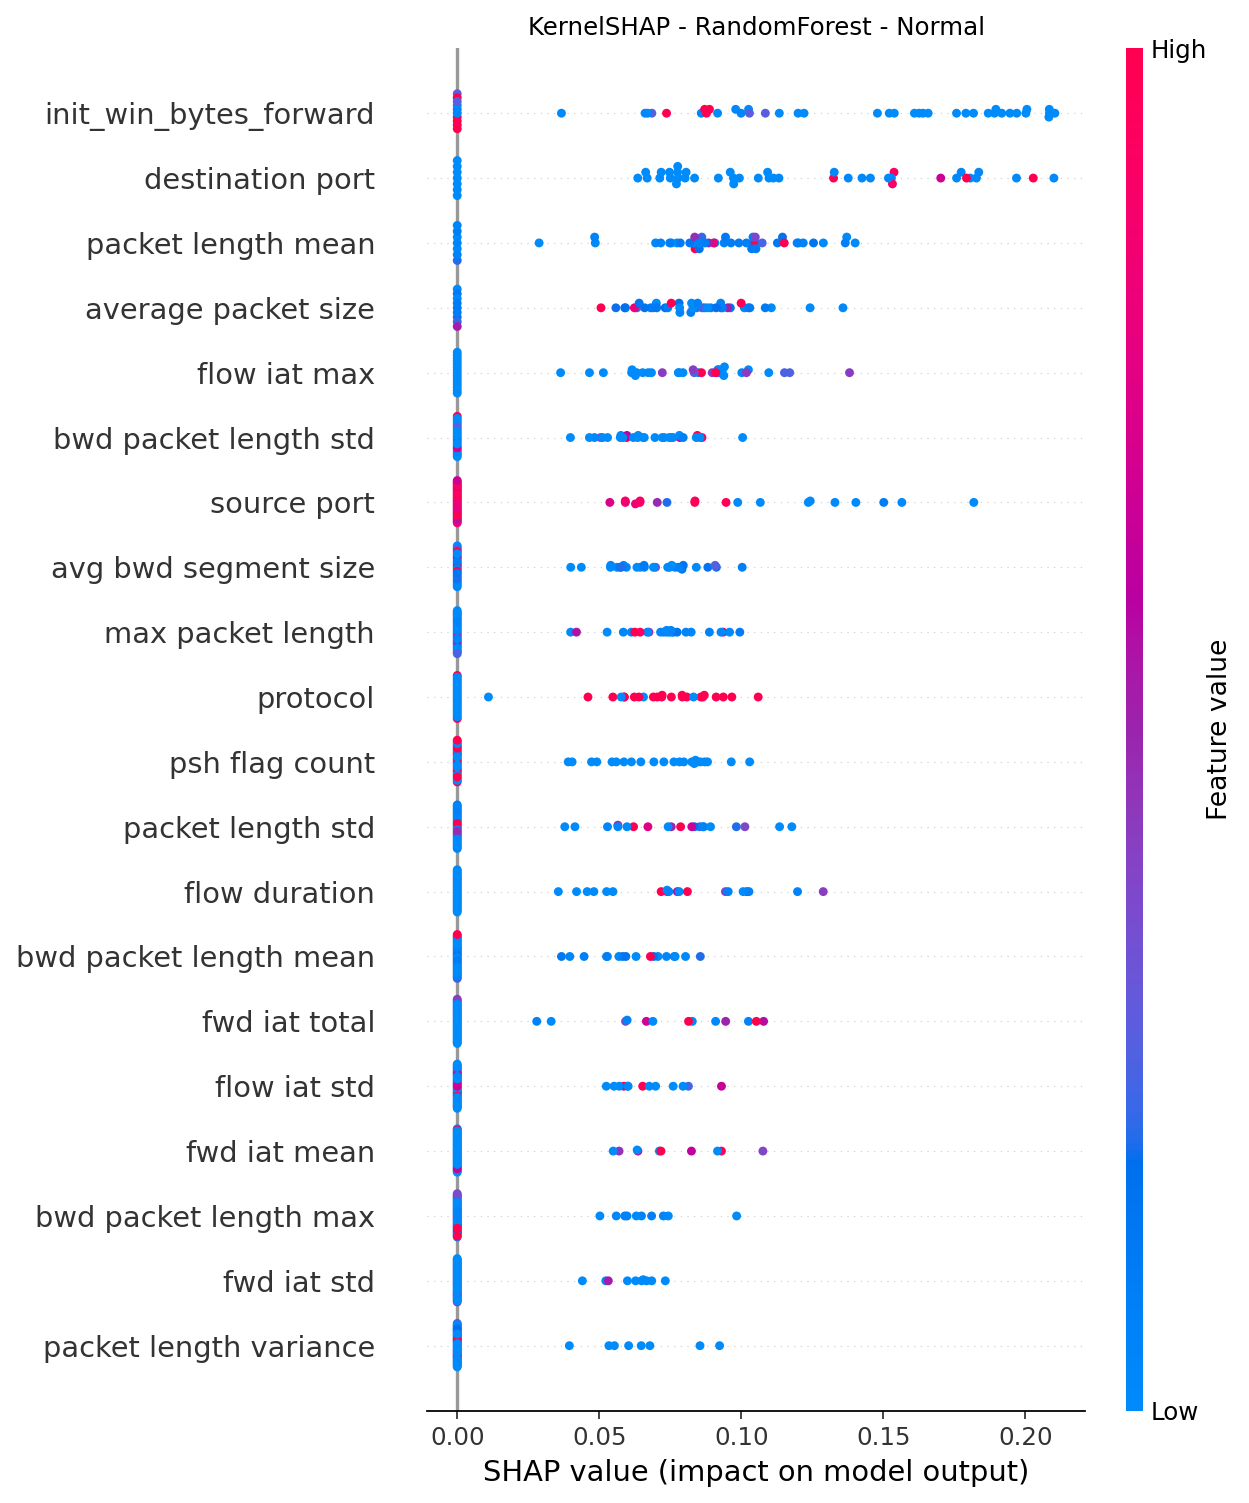 KernelSHAP - RandomForest - Normal
High
init_win_bytes_forward
destination port
packet length mean
average packet size
flow iat max
bwd packet length std
source port
avg bwd segment size
max packet length
protocol
psh flag count
packet length std
flow duration
bwd packet length mean
fwd iat total
flow iat std
fwd iat mean
bwd packet length max
fwd iat std
packet length variance
Feature value
Low
0.00 0.05 0.10 0.15 0.20
SHAP value (impact on model output)